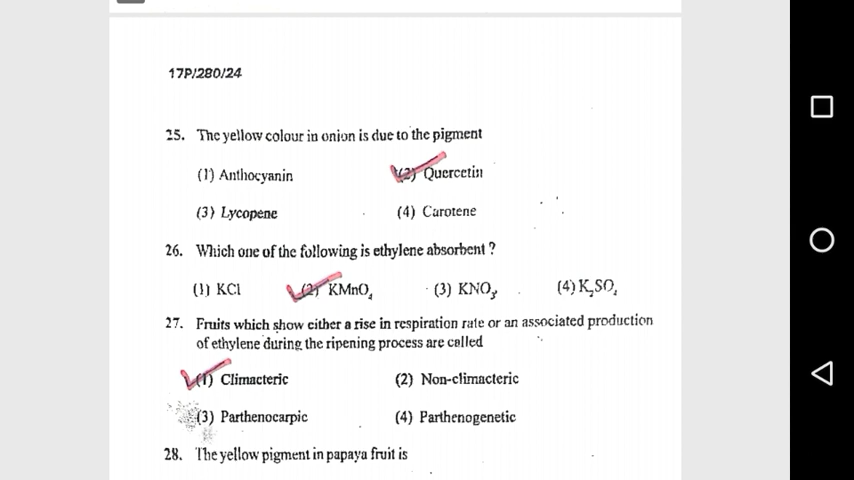 17P/280/24
25. The yellow colour in onion is due to the pigment
(1) Anthocyanin (2) Quercetin
(3) Lycopene (4) Carotene
26. Which one of the following is ethylene absorbent ?
(1) KCl (2) KMnO₄ (3) KNO₃ (4) K₂SO₄
27. Fruits which show either a rise in respiration rate or an associated production
of ethylene during the ripening process are called
(1) Climacteric (2) Non-climacteric
(3) Parthenocarpic (4) Parthenogenetic
28. The yellow pigment in papaya fruit is